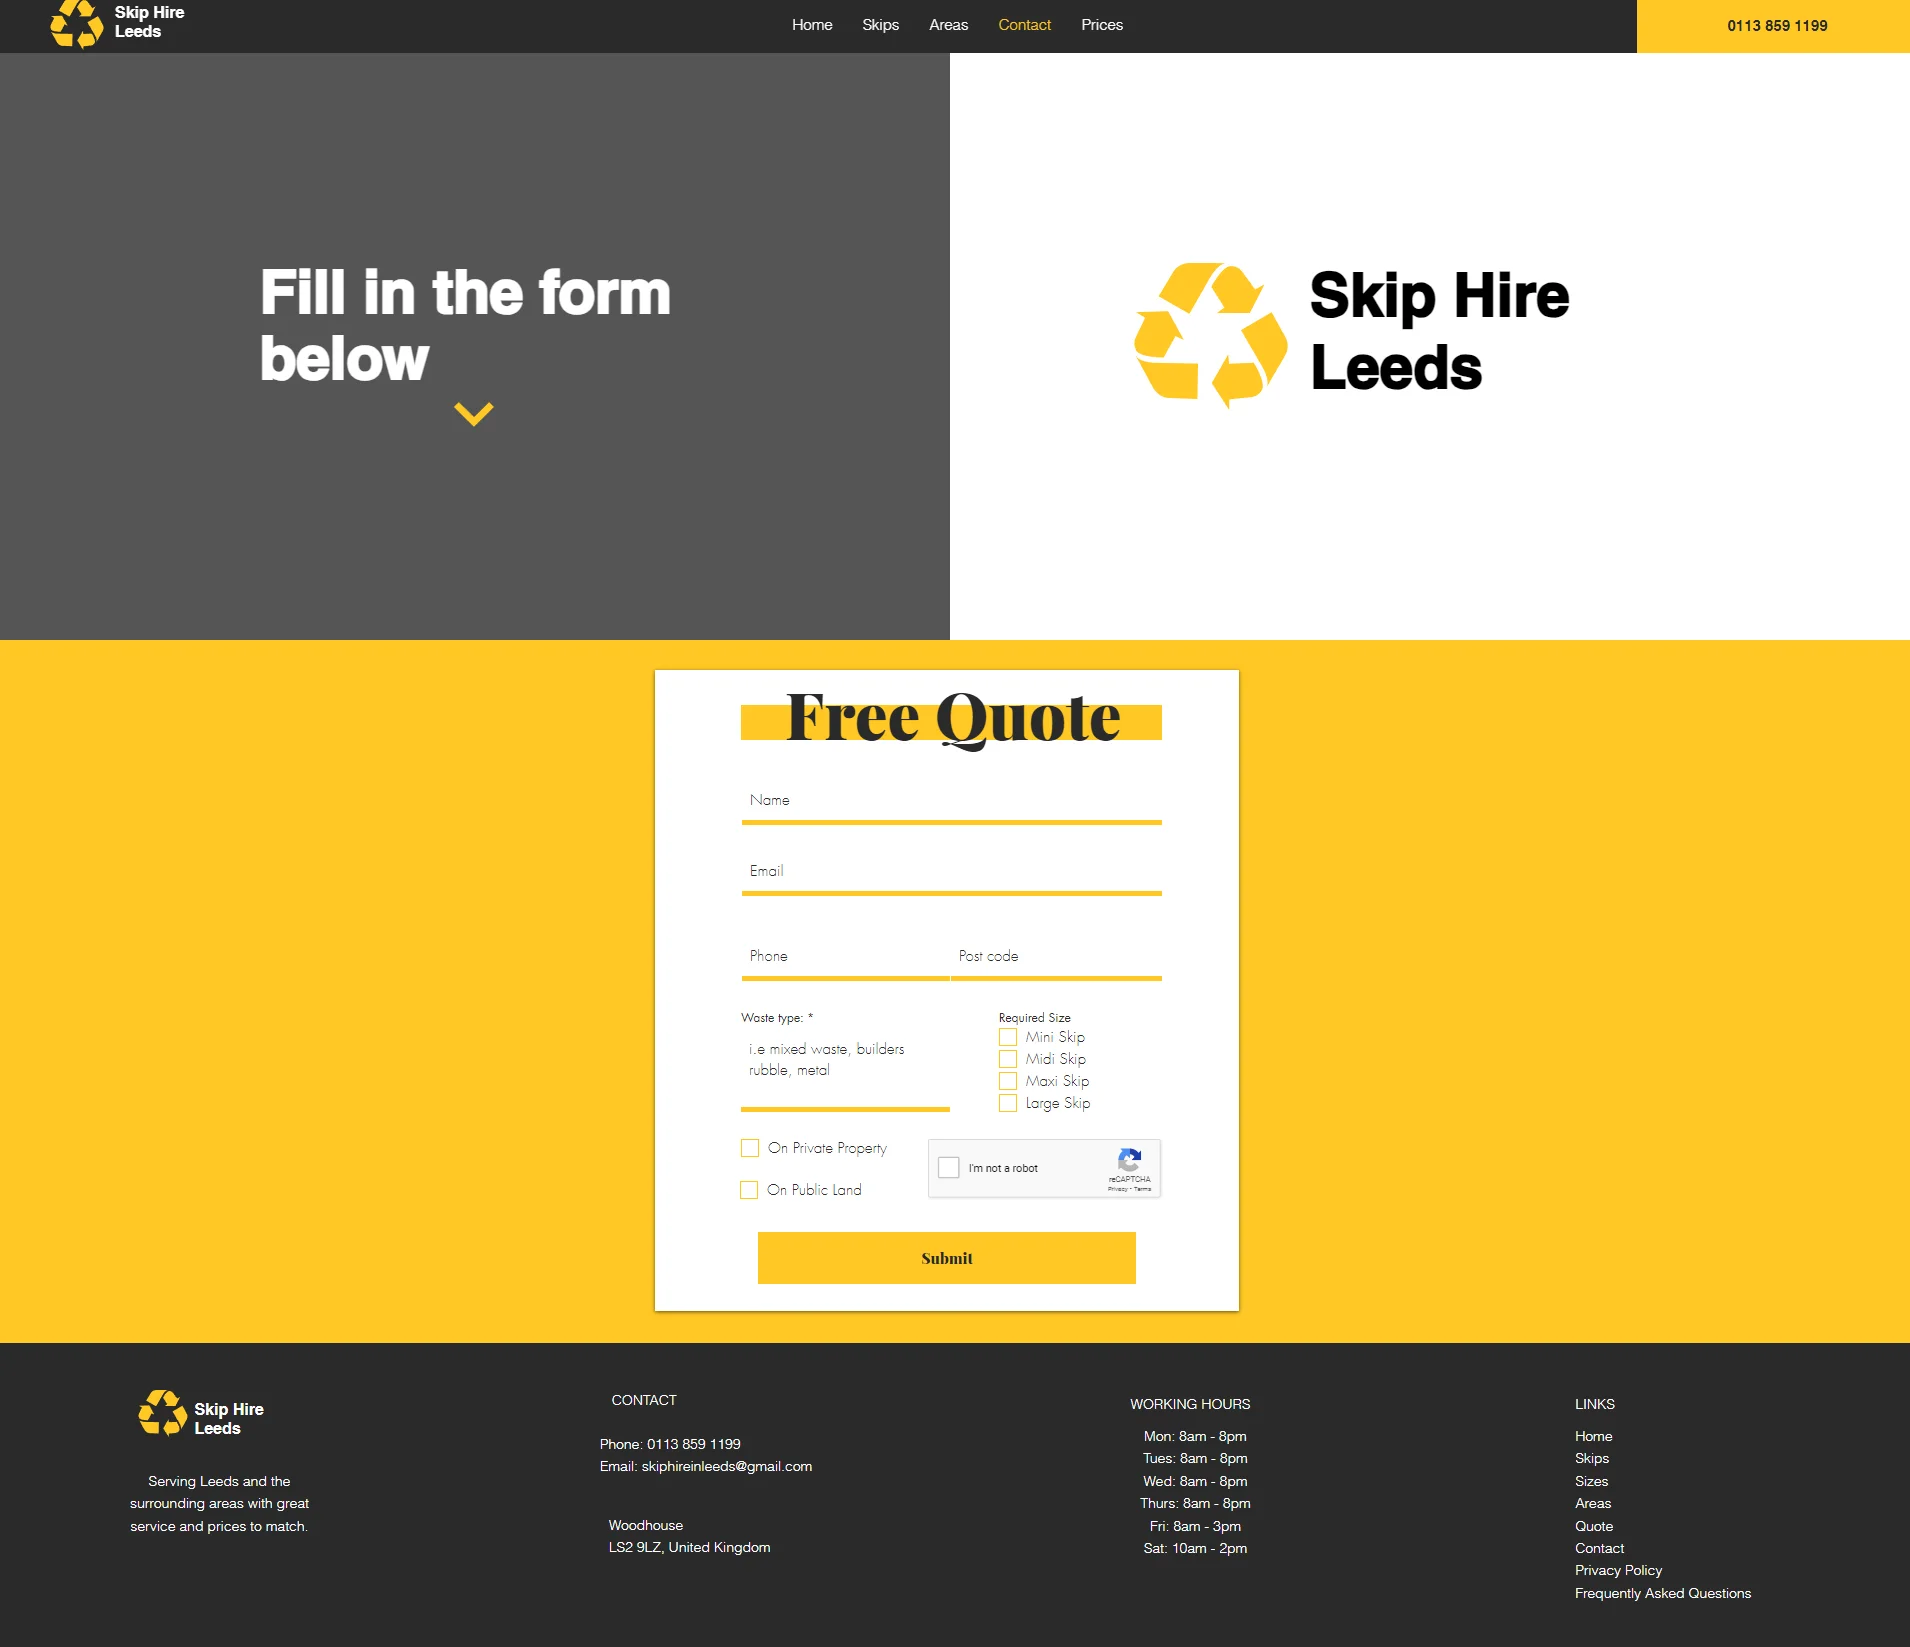 Skip Hire
Leeds
Home Skips Areas Contact Prices
0113 859 1199
Fill in the form
below
Skip Hire
Leeds
Free Quote
Name
Email
Phone Post code
Waste type: *
i.e mixed waste, builders
rubble, metal
Required Size
Mini Skip
Midi Skip
Maxi Skip
Large Skip
On Private Property
On Public Land
I'm not a robot
reCAPTCHA
Privacy - Terms
Submit
Skip Hire
Leeds
Serving Leeds and the
surrounding areas with great
service and prices to match.
CONTACT
Phone: 0113 859 1199
Email: skiphireinleeds@gmail.com
Woodhouse
LS2 9LZ, United Kingdom
WORKING HOURS
Mon: 8am - 8pm
Tues: 8am - 8pm
Wed: 8am - 8pm
Thurs: 8am - 8pm
Fri: 8am - 3pm
Sat: 10am - 2pm
LINKS
Home
Skips
Sizes
Areas
Quote
Contact
Privacy Policy
Frequently Asked Questions